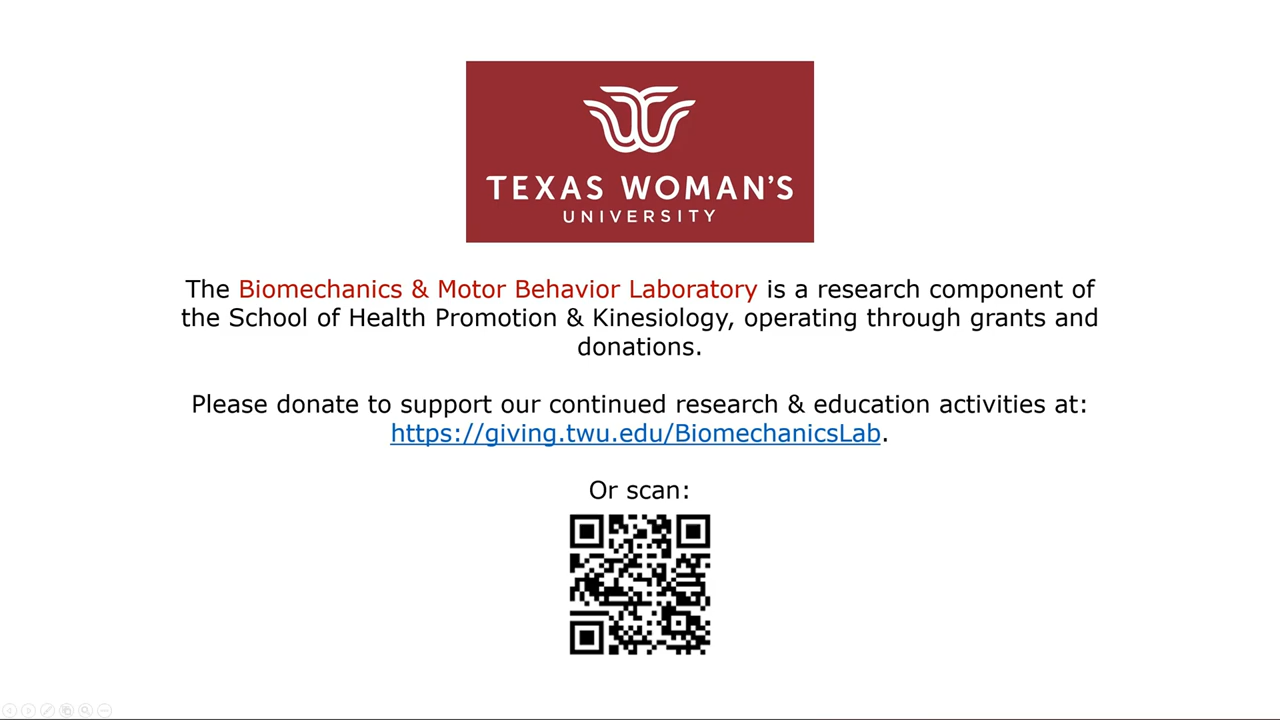 TEXAS WOMAN'S
UNIVERSITY
The Biomechanics & Motor Behavior Laboratory is a research component of
the School of Health Promotion & Kinesiology, operating through grants and
donations.
Please donate to support our continued research & education activities at:
https://giving.twu.edu/BiomechanicsLab.
Or scan: